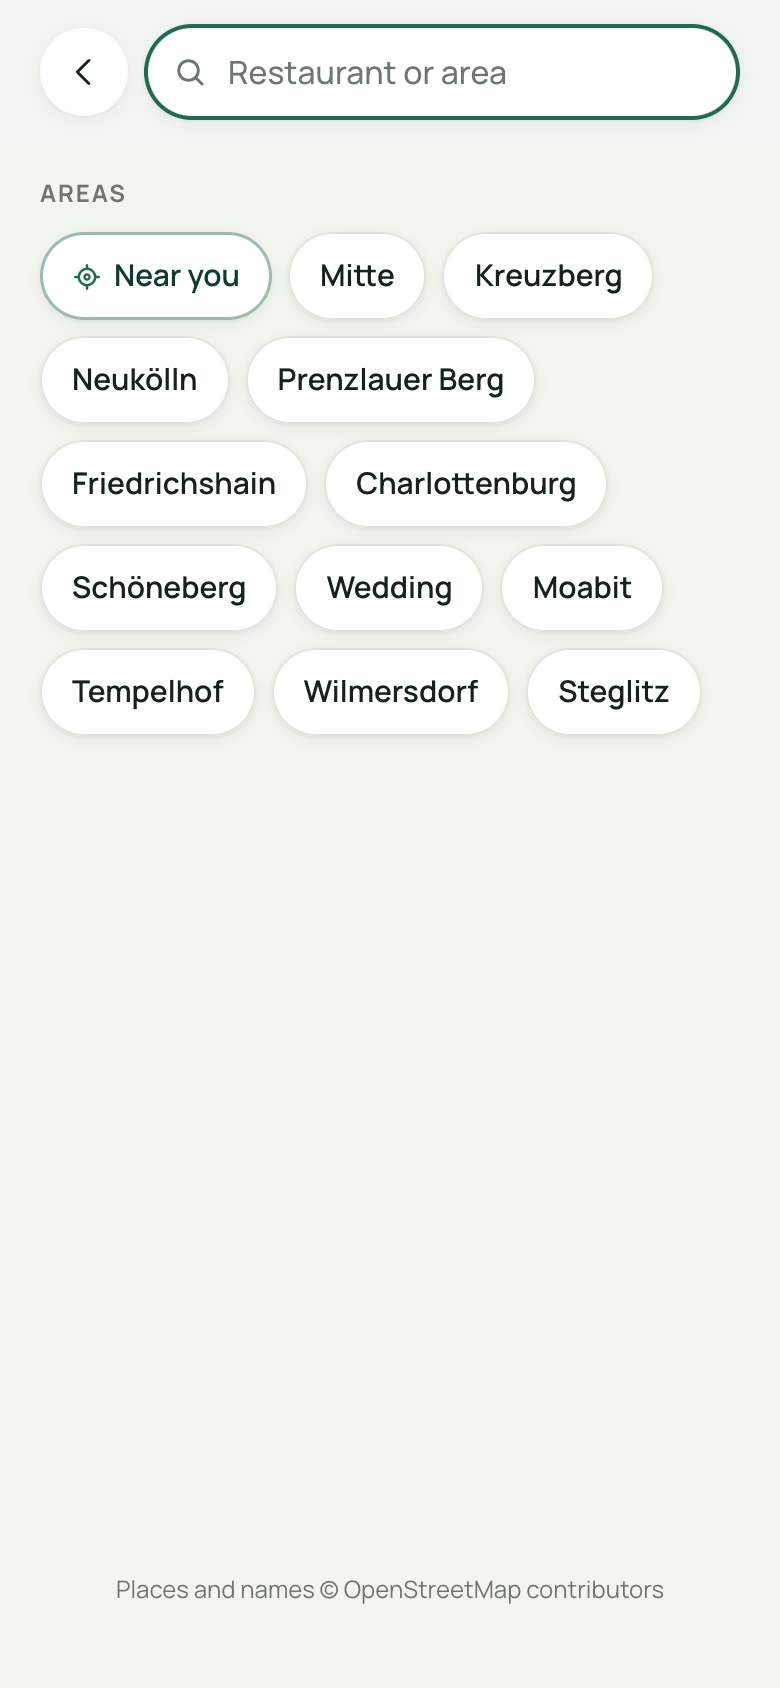 Restaurant or area
AREAS
Near you Mitte Kreuzberg
Neukölln Prenzlauer Berg
Friedrichshain Charlottenburg
Schöneberg Wedding Moabit
Tempelhof Wilmersdorf Steglitz
Places and names © OpenStreetMap contributors